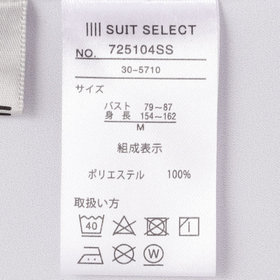 SUIT SELECT
NO. 725104SS
30-5710
サイズ
バスト 79~87
身長 154~162
M
組成表示
ポリエステル 100%
取扱い方
40
W